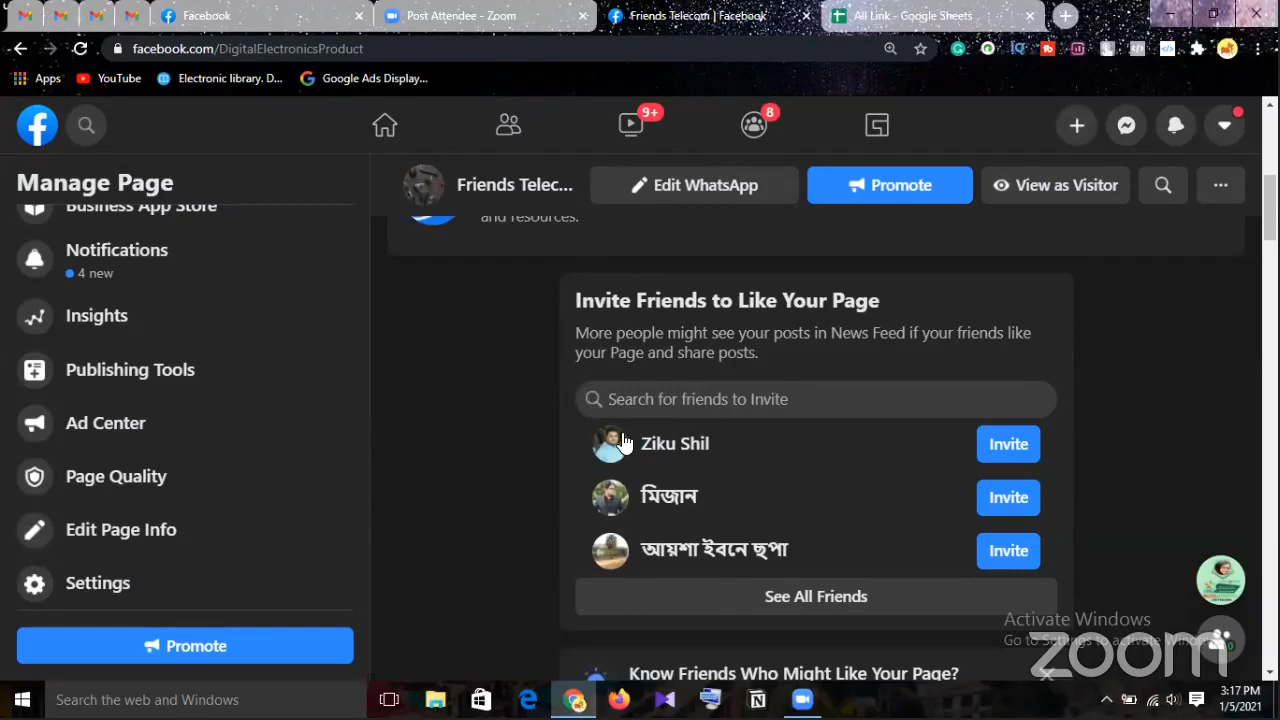 Facebook
Post Attendee - Zoom
Friends Telecom | Facebook
All Link - Google Sheets
facebook.com/DigitalElectronicsProduct
Apps
YouTube
Electronic library. D...
Google Ads Display...
9+
8
Manage Page
Friends Telec...
Edit WhatsApp
Promote
View as Visitor
Business App Store
and resources.
Notifications
4 new
Insights
Publishing Tools
Ad Center
Page Quality
Edit Page Info
Settings
Promote
Invite Friends to Like Your Page
More people might see your posts in News Feed if your friends like
your Page and share posts.
Search for friends to Invite
Ziku Shil
Invite
মিজান
Invite
আয়শা ইবনে ছপা
Invite
See All Friends
Know Friends Who Might Like Your Page?
Activate Windows
Go to Settings to activate Windows.
zoom
Search the web and Windows
3:17 PM
1/5/2021